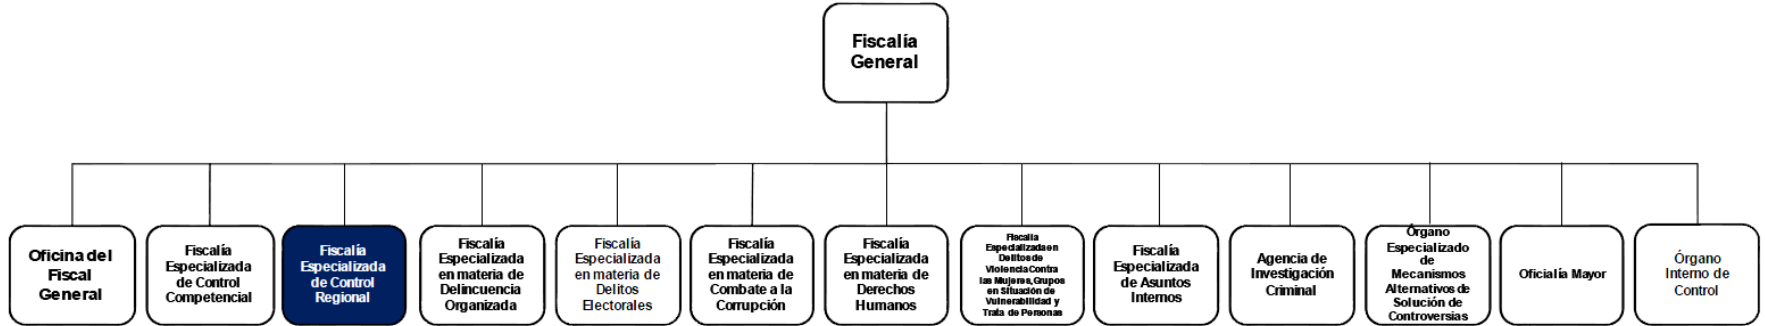 Fiscalía
General
Oficina del
Fiscal
General
Fiscalía
Especializada
de Control
Competencial
Fiscalía
Especializada
de Control
Regional
Fiscalía
Especializada
en materia de
Delincuencia
Organizada
Fiscalía
Especializada
en materia de
Delitos
Electorales
Fiscalía
Especializada
en materia de
Combate a la
Corrupción
Fiscalía
Especializada
en materia de
Derechos
Humanos
Fiscalía
Especializada en
Delitos de
Violencia Contra
las Mujeres, Grupos
en Situación de
Vulnerabilidad y
Trata de Personas
Fiscalía
Especializada
de Asuntos
Internos
Agencia de
Investigación
Criminal
Órgano
Especializado
de
Mecanismos
Alternativos de
Solución de
Controversias
Oficialía Mayor
Órgano
Interno de
Control